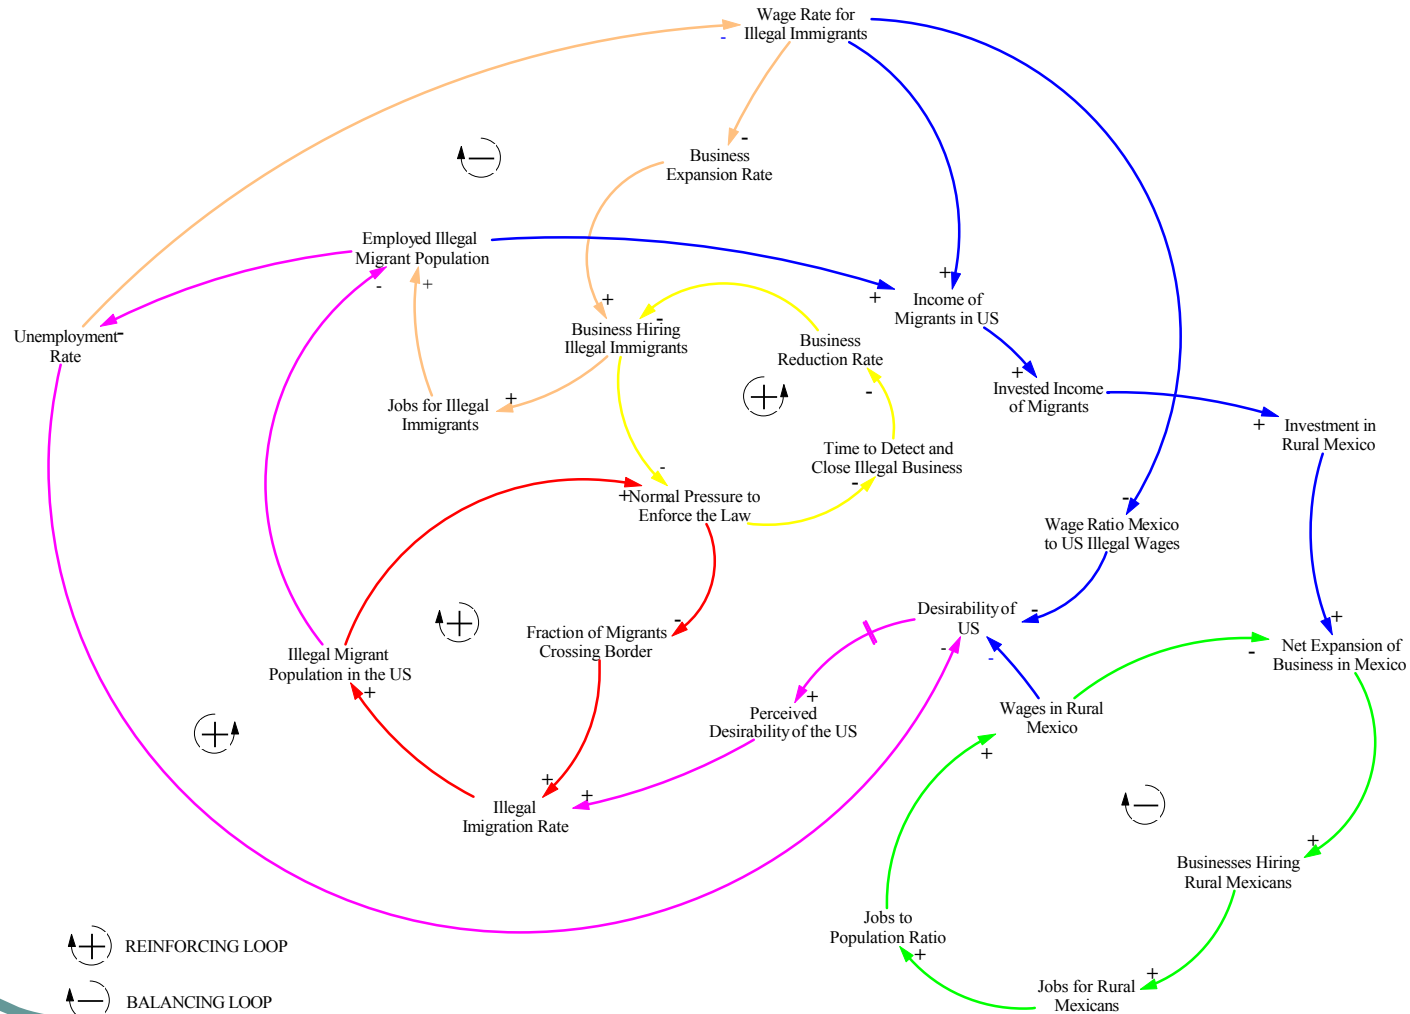 Wage Rate for
Illegal Immigrants
-
-
Business
Expansion Rate
Employed Illegal
Migrant Population
-
+
+
+
Income of
Migrants in US
+
Unemployment
Rate
-
Business Hiring
Illegal Immigrants
-
Business
Reduction Rate
+
Invested Income
of Migrants
-
Jobs for Illegal
Immigrants
+
+
Investment in
Rural Mexico
Time to Detect and
Close Illegal Business
-
-
+
Normal Pressure to
Enforce the Law
-
Wage Ratio Mexico
to US Illegal Wages
-
Desirability of
US
-
-
-
Fraction of Migrants
Crossing Border
-
+
Net Expansion of
Business in Mexico
-
Illegal Migrant
Population in the US
+
+
Perceived
Desirability of the US
Wages in Rural
Mexico
+
+
+
Illegal
Imigration Rate
+
Businesses Hiring
Rural Mexicans
Jobs to
Population Ratio
+
+
Jobs for Rural
Mexicans
+ REINFORCING LOOP
- BALANCING LOOP